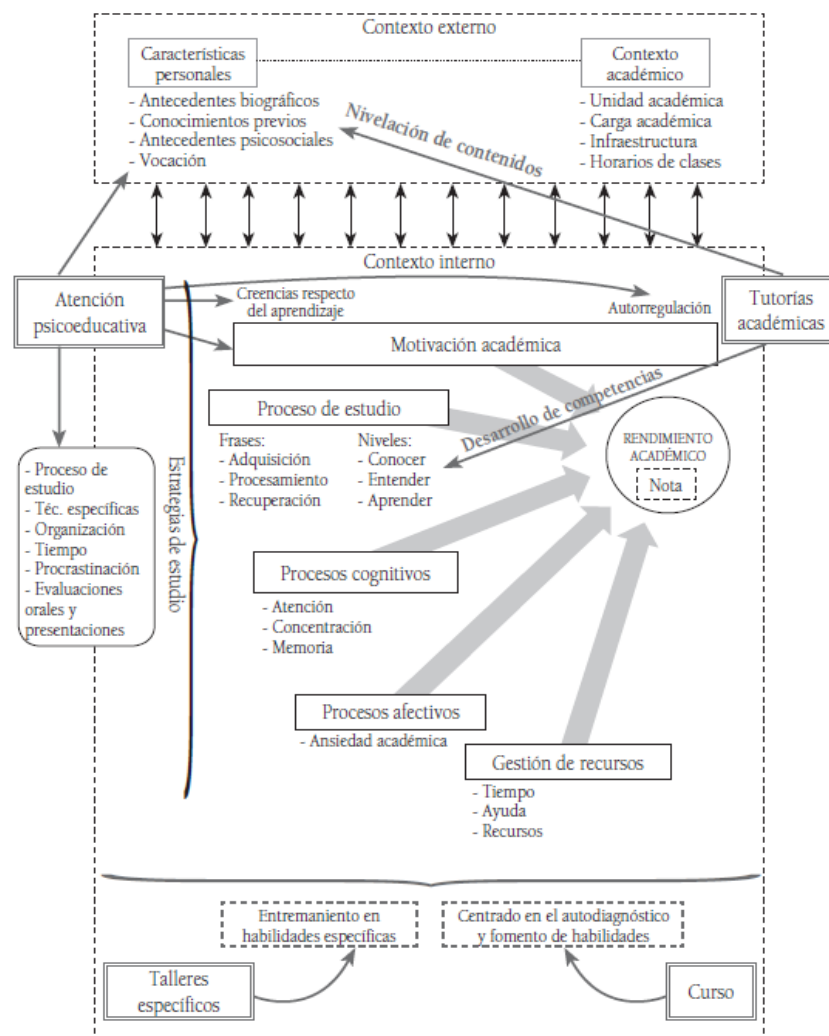 Contexto externo
Características
personales
- Antecedentes biográficos
- Conocimientos previos
- Antecedentes psicosociales
- Vocación
Contexto
académico
- Unidad académica
- Carga académica
- Infraestructura
- Horarios de clases
Nivelación de contenidos
Contexto interno
Atención
psicoeducativa
Creencias respecto
del aprendizaje
Autorregulación
Tutorías
académicas
Motivación académica
Proceso de estudio
Frases:
- Adquisición
- Procesamiento
- Recuperación
Niveles:
- Conocer
- Entender
- Aprender
Desarrollo de competencias
RENDIMIENTO
ACADÉMICO
Nota
- Proceso de
estudio
- Téc. específicas
- Organización
- Tiempo
- Procrastinación
- Evaluaciones
orales y
presentaciones
Estrategias de estudio
Procesos cognitivos
- Atención
- Concentración
- Memoria
Procesos afectivos
- Ansiedad académica
Gestión de recursos
- Tiempo
- Ayuda
- Recursos
Entremaniento en
habilidades específicas
Centrado en el autodiagnóstico
y fomento de habilidades
Talleres
específicos
Curso